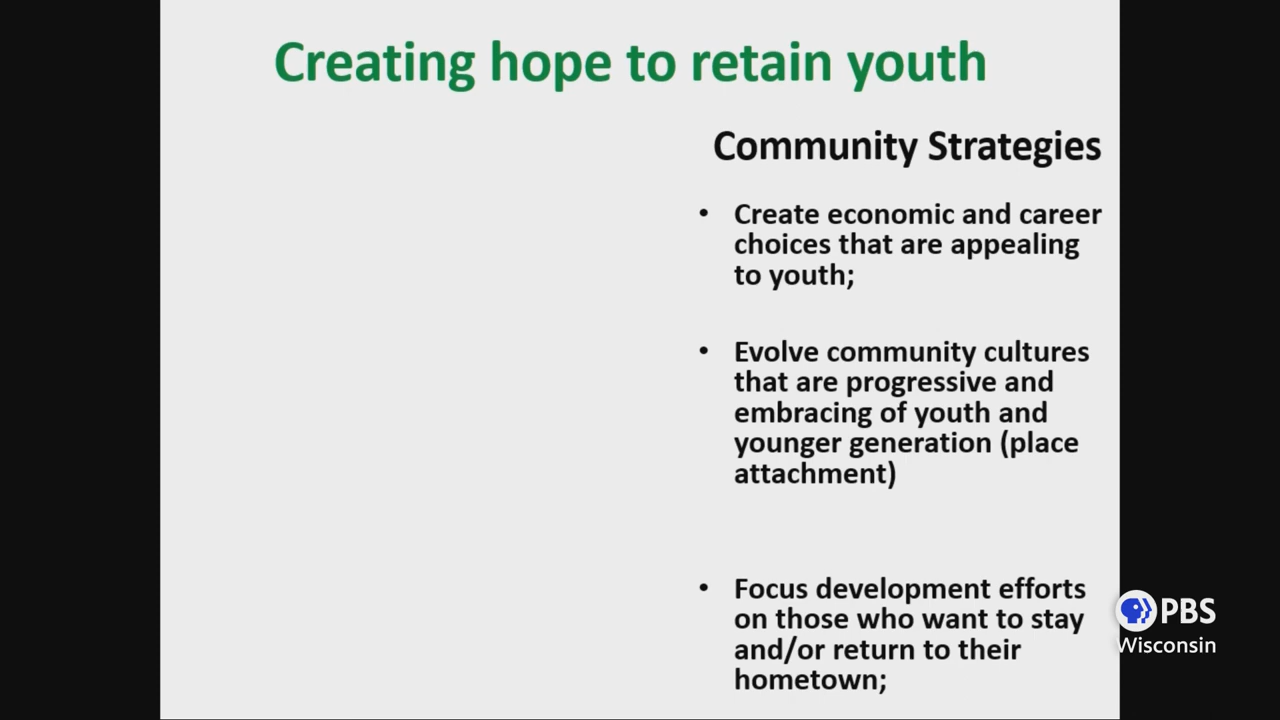 Creating hope to retain youth
Community Strategies
• Create economic and career
choices that are appealing
to youth;
• Evolve community cultures
that are progressive and
embracing of youth and
younger generation (place
attachment)
• Focus development efforts
on those who want to stay
and/or return to their
hometown;
PBS
Wisconsin